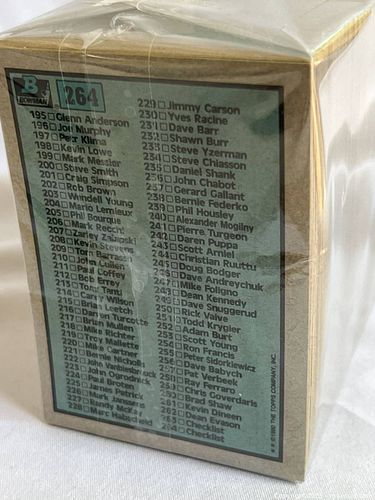 B
BOWMAN
264
195 □ Glenn Anderson
196 □ Joe Murphy
197 □ Petr Klima
198 □ Kevin Lowe
199 □ Mark Messier
200 □ Steve Smith
201 □ Craig Simpson
202 □ Rob Brown
203 □ Wendell Young
204 □ Mario Lemieux
205 □ Phil Bourque
206 □ Mark Recchi
207 □ Zarley Zalapski
208 □ Kevin Stevens
209 □ Tom Barrasso
210 □ John Cullen
211 □ Paul Coffey
212 □ Bob Errey
213 □ Tony Tanti
214 □ Carey Wilson
215 □ Brian Leetch
216 □ Darren Turcotte
217 □ Brian Mullen
218 □ Mike Richter
219 □ Troy Mallette
220 □ Mike Gartner
221 □ Bernie Nicholls
222 □ John Vanbiesbrouck
223 □ John Ogrodnick
224 □ Paul Broten
225 □ James Patrick
226 □ Mark Janssens
227 □ Randy McKay
228 □ Marc Habscheid
229 □ Jimmy Carson
230 □ Yves Racine
231 □ Dave Barr
232 □ Shawn Burr
233 □ Steve Yzerman
234 □ Steve Chiasson
235 □ Daniel Shank
236 □ John Chabot
237 □ Gerard Gallant
238 □ Bernie Federko
239 □ Phil Housley
240 □ Alexander Mogilny
241 □ Pierre Turgeon
242 □ Daren Puppa
243 □ Scott Arniel
244 □ Christian Ruuttu
245 □ Doug Bodger
246 □ Dave Andreychuk
247 □ Mike Foligno
248 □ Dean Kennedy
249 □ Dave Snuggerud
250 □ Rick Vaive
251 □ Todd Krygier
252 □ Adam Burt
253 □ Scott Young
254 □ Ron Francis
255 □ Peter Sidorkiewicz
256 □ Dave Babych
257 □ Pat Verbeek
258 □ Ray Ferraro
259 □ Chris Govedaris
260 □ Brad Shaw
261 □ Kevin Dineen
262 □ Dean Evason
263 □ Checklist
264 □ Checklist
** © 1990 THE TOPPS COMPANY, INC.